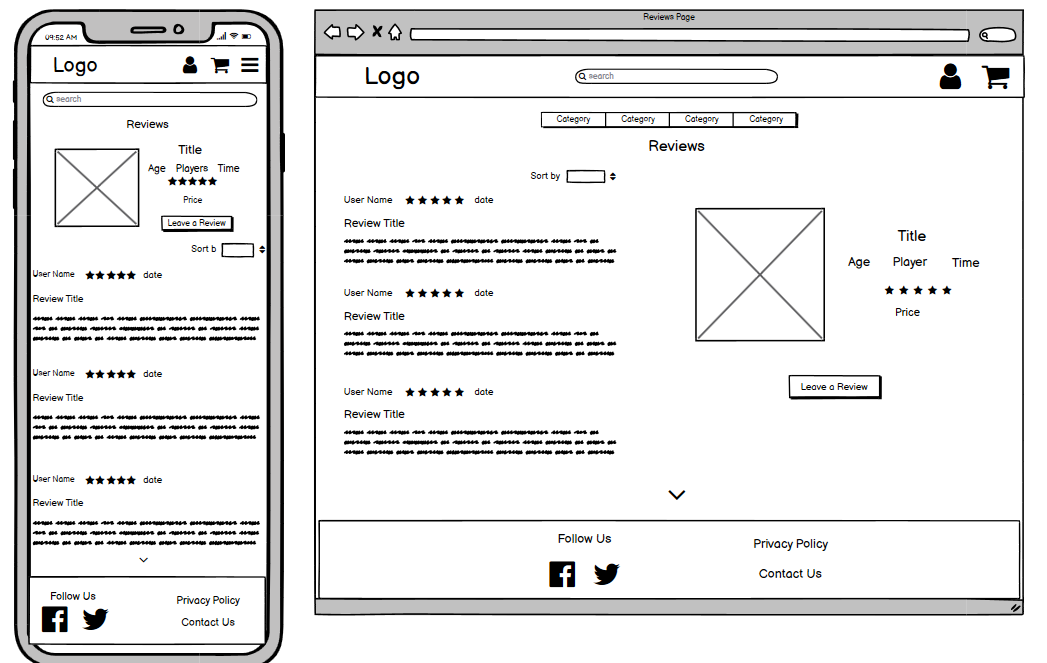 09:52 AM
Logo
search
Reviews
Title
Age Players Time
Price
Leave a Review
Sort b
User Name date
Review Title
User Name date
Review Title
User Name date
Review Title
Follow Us
Privacy Policy
Contact Us
Reviews Page
Logo
search
Category Category Category Category
Reviews
Sort by
User Name date
Review Title
User Name date
Review Title
User Name date
Review Title
Title
Age Player Time
Price
Leave a Review
Follow Us
Privacy Policy
Contact Us